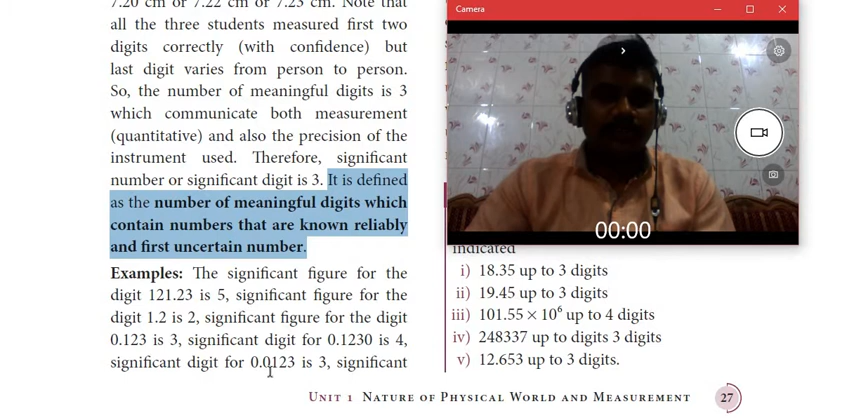 7.20 cm or 7.22 cm or 7.23 cm. Note that
all the three students measured first two
digits correctly (with confidence) but
last digit varies from person to person.
So, the number of meaningful digits is 3
which communicate both measurement
(quantitative) and also the precision of the
instrument used. Therefore, significant
number or significant digit is 3. It is defined
as the number of meaningful digits which
contain numbers that are known reliably
and first uncertain number.
Examples: The significant figure for the
digit 121.23 is 5, significant figure for the
digit 1.2 is 2, significant figure for the digit
0.123 is 3, significant digit for 0.1230 is 4,
significant digit for 0.0123 is 3, significant
Camera
00:00
indicated
i) 18.35 up to 3 digits
ii) 19.45 up to 3 digits
iii) 101.55 × 10⁶ up to 4 digits
iv) 248337 up to digits 3 digits
v) 12.653 up to 3 digits.
UNIT 1 NATURE OF PHYSICAL WORLD AND MEASUREMENT 27